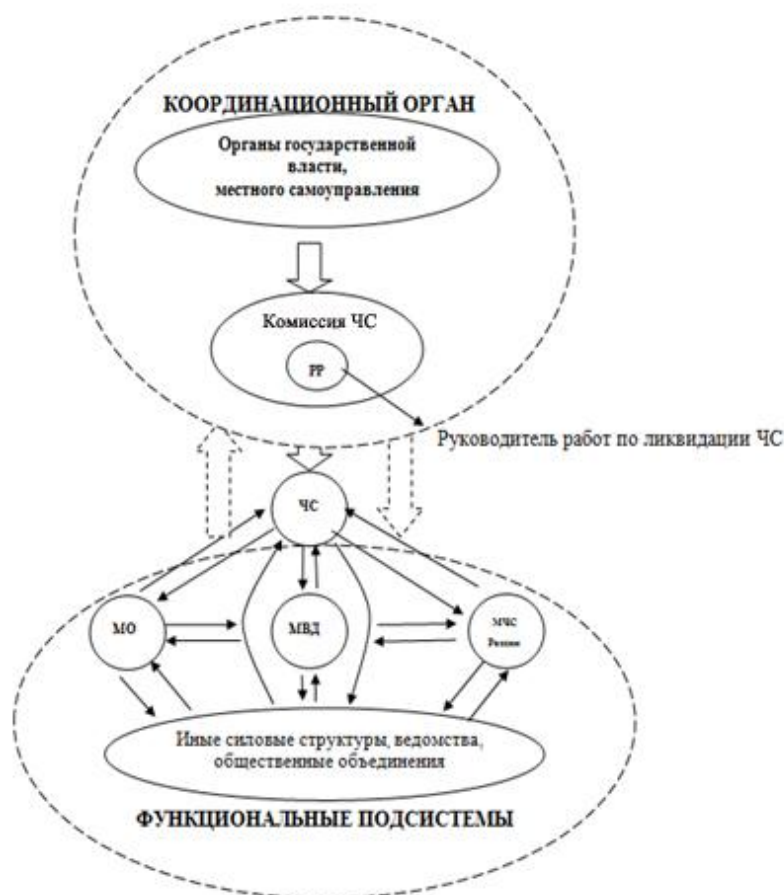 КООРДИНАЦИОННЫЙ ОРГАН
Органы государственной
власти,
местного самоуправления
Комиссия ЧС
РР
Руководитель работ по ликвидации ЧС
ЧС
МО
МВД
МЧС
России
Иные силовые структуры, ведомства,
общественные объединения
ФУНКЦИОНАЛЬНЫЕ ПОДСИСТЕМЫ